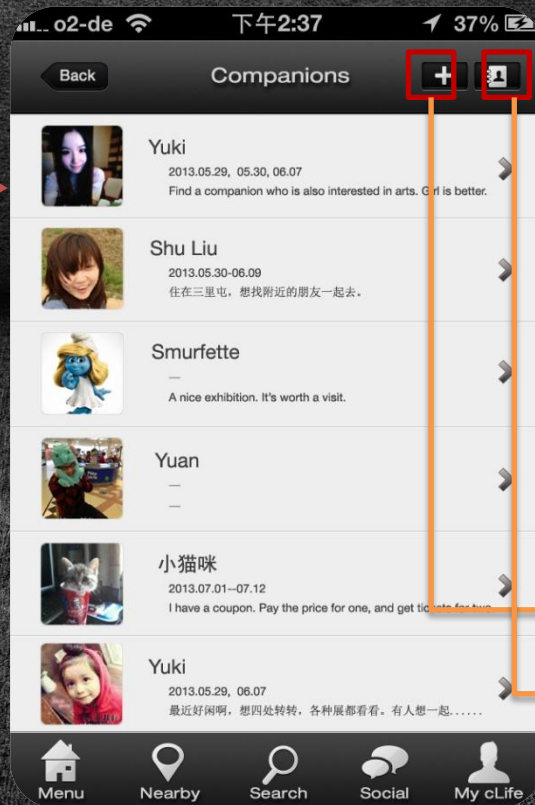 o2-de 下午2:37 37%
Back Companions
Yuki
2013.05.29, 05.30, 06.07
Find a companion who is also interested in arts. Girl is better.
Shu Liu
2013.05.30-06.09
住在三里屯，想找附近的朋友一起去。
Smurfette
—
A nice exhibition. It's worth a visit.
Yuan
—
—
小猫咪
2013.07.01--07.12
I have a coupon. Pay the price for one, and get tickets for two
Yuki
2013.05.29, 06.07
最近好闲啊，想四处转转，各种展都看看。有人想一起......
Menu Nearby Search Social My cLife